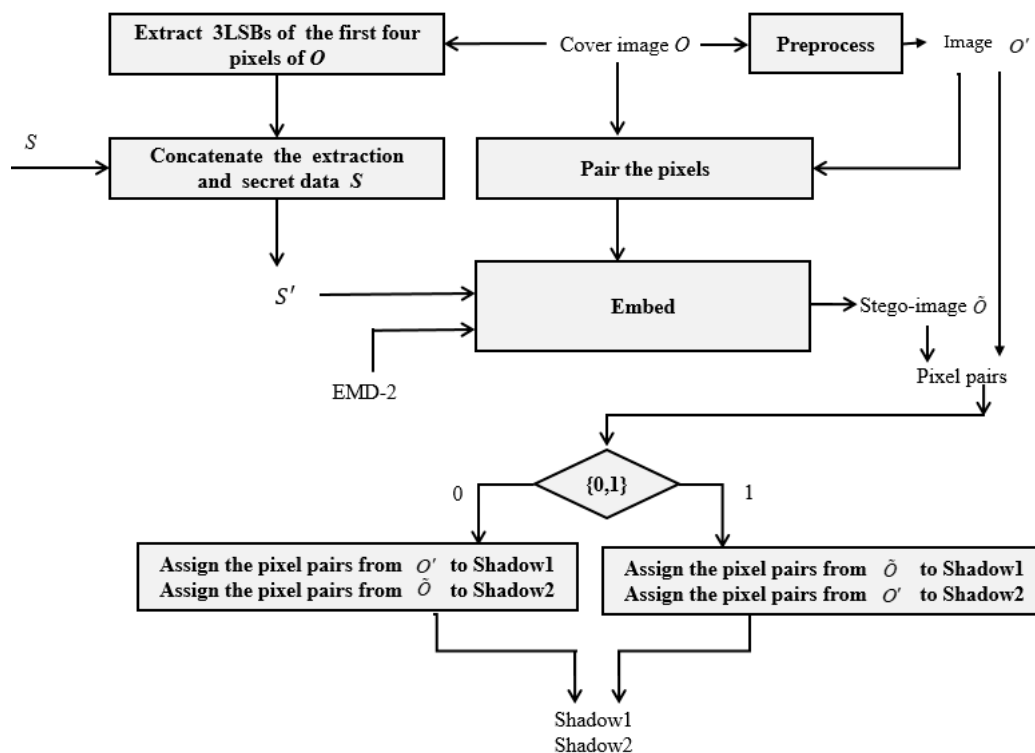 Extract 3LSBs of the first four
pixels of O
Cover image O
Preprocess
Image O'
S
Concatenate the extraction
and secret data S
Pair the pixels
S'
Embed
Stego-image Õ
EMD-2
Pixel pairs
{0,1}
0
1
Assign the pixel pairs from O' to Shadow1
Assign the pixel pairs from Õ to Shadow2
Assign the pixel pairs from Õ to Shadow1
Assign the pixel pairs from O' to Shadow2
Shadow1
Shadow2